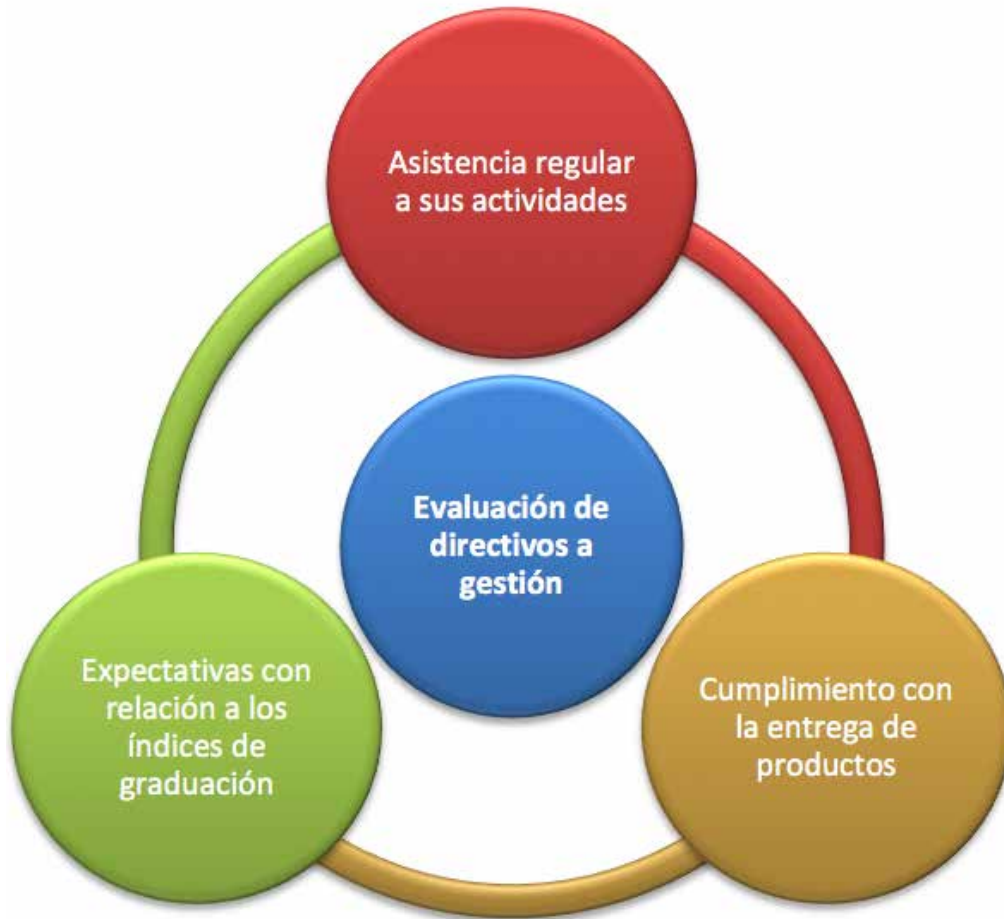 Asistencia regular
a sus actividades
Evaluación de
directivos a
gestión
Expectativas con
relación a los
índices de
graduación
Cumplimiento con
la entrega de
productos